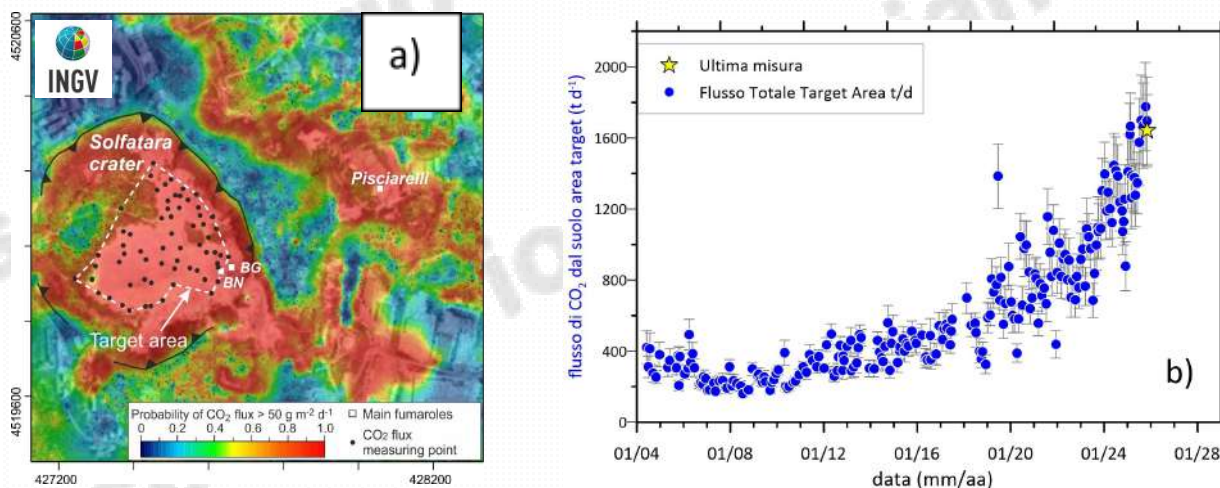 INGV
a)
4520600
Solfatara
crater
Pisciarelli
BG
BN
Target area
Probability of CO₂ flux > 50 g m⁻² d⁻¹
0 0.2 0.4 0.6 0.8 1.0
Main fumaroles
CO₂ flux
measuring point
4519600
427200
428200
Ultima misura
Flusso Totale Target Area t/d
flusso di CO₂ dal suolo area target (t d⁻¹)
2000
1600
1200
800
400
0
b)
01/04 01/08 01/12 01/16 01/20 01/24 01/28
data (mm/aa)